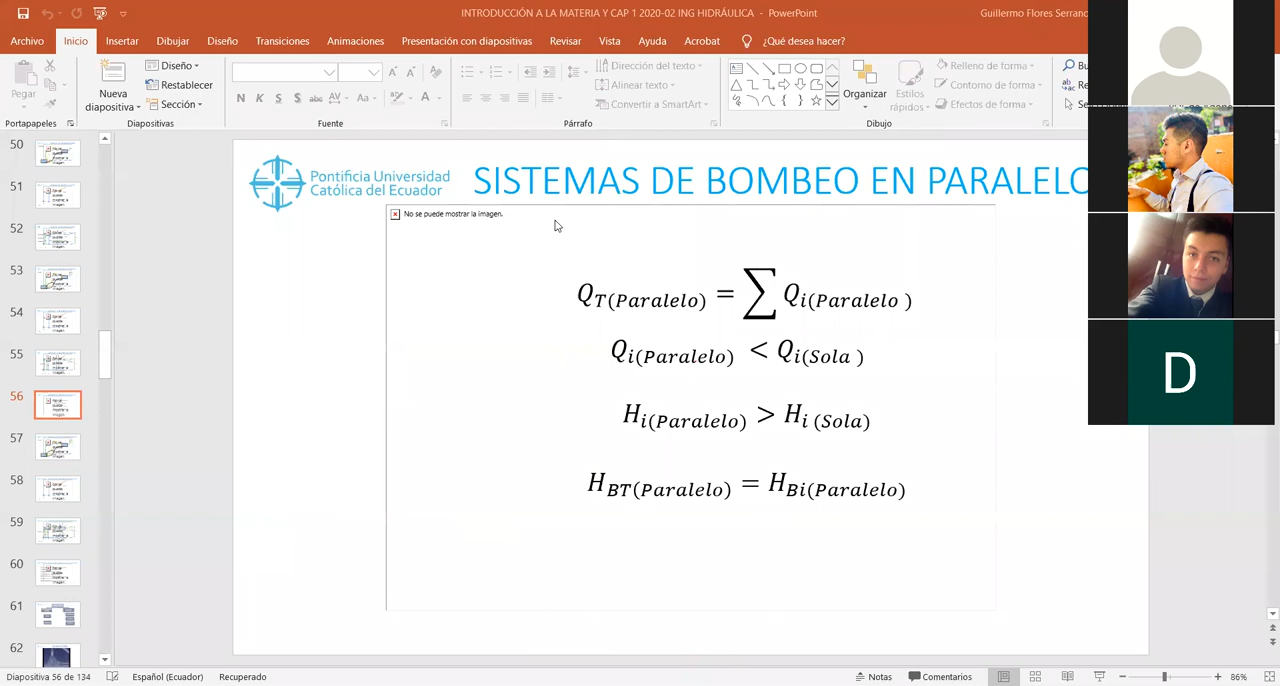 INTRODUCCIÓN A LA MATERIA Y CAP 1 2020-02 ING HIDRÁULICA - PowerPoint
Guillermo Flores Serrano
Archivo Inicio Insertar Dibujar Diseño Transiciones Animaciones Presentación con diapositivas Revisar Vista Ayuda Acrobat ¿Qué desea hacer?
Pegar
Nueva diapositiva
Diseño
Restablecer
Sección
N K S S abc AV Aa A
Dirección del texto
Alinear texto
Convertir a SmartArt
Organizar
Estilos rápidos
Relleno de forma
Contorno de forma
Efectos de forma
Bu
Re
Portapapeles Diapositivas Fuente Párrafo Dibujo
50
51
52
53
54
55
56
57
58
59
60
61
62
Pontificia Universidad
Católica del Ecuador
SISTEMAS DE BOMBEO EN PARALELO
No se puede mostrar la imagen.
Q_T(Paralelo) = ∑ Q_i(Paralelo )
Q_i(Paralelo) < Q_i(Sola )
H_i(Paralelo) > H_i (Sola)
H_BT(Paralelo) = H_Bi(Paralelo)
D
Diapositiva 56 de 134 Español (Ecuador) Recuperado Notas Comentarios 86%